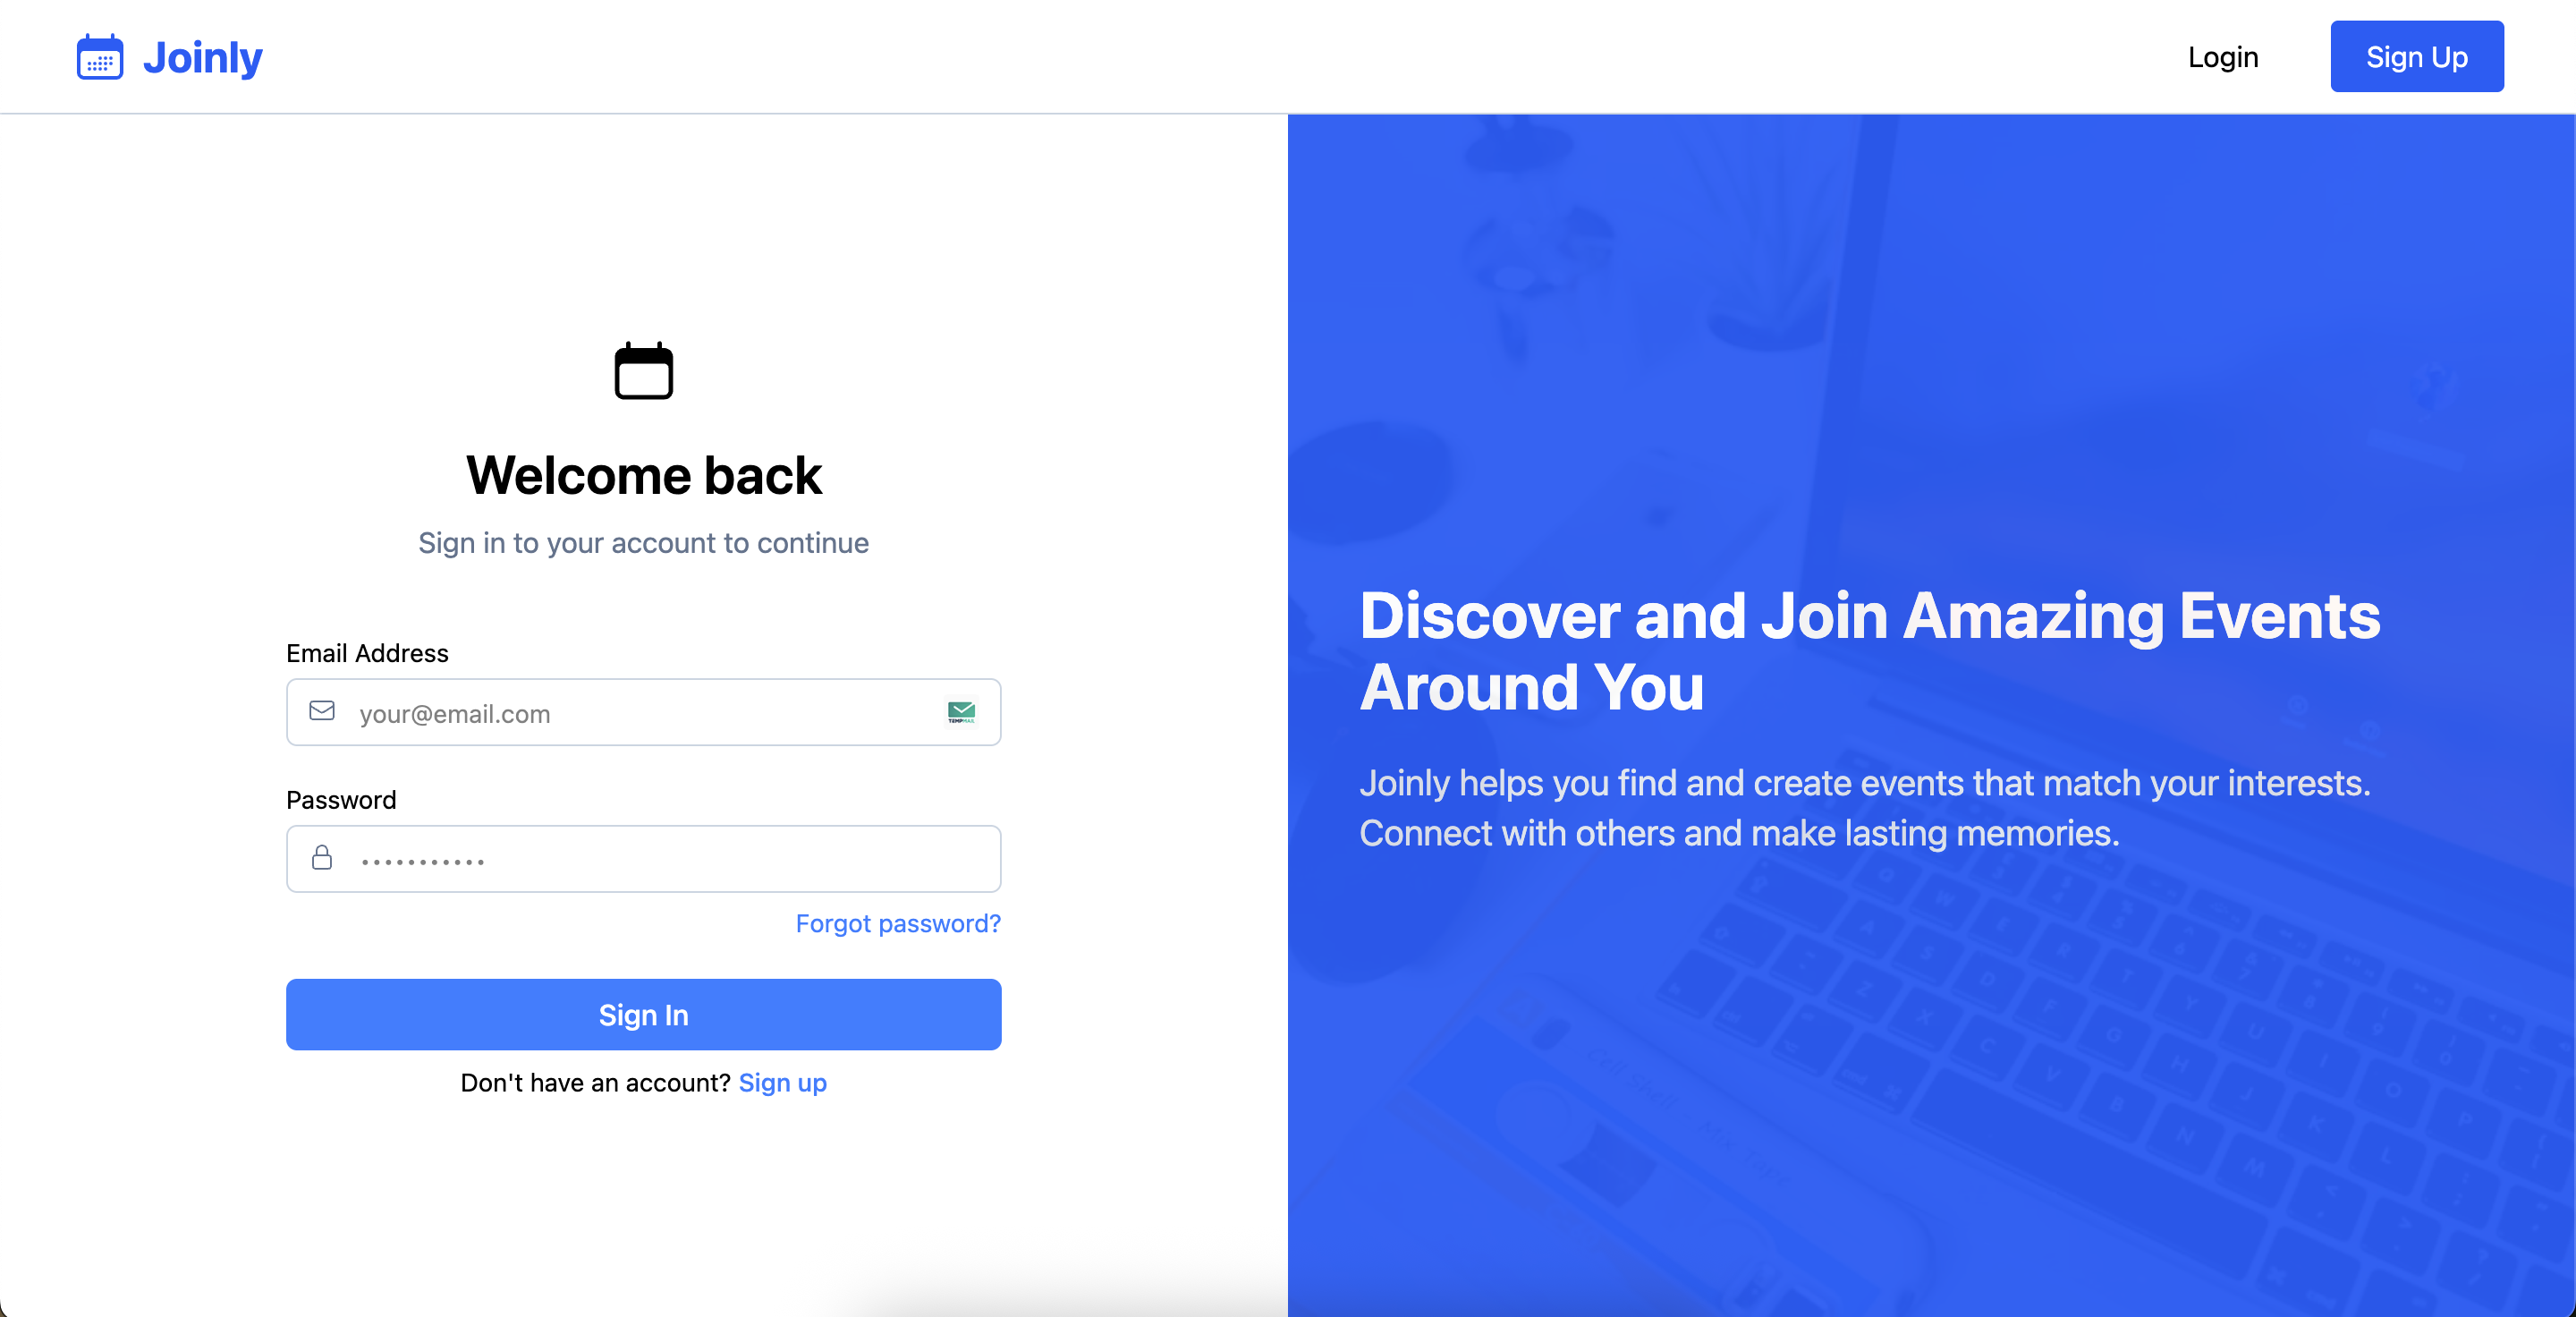 Joinly
Login
Sign Up
Welcome back
Sign in to your account to continue
Email Address
your@email.com
TEMPMAIL
Password
Forgot password?
Sign In
Don't have an account? Sign up
Discover and Join Amazing Events
Around You
Joinly helps you find and create events that match your interests.
Connect with others and make lasting memories.